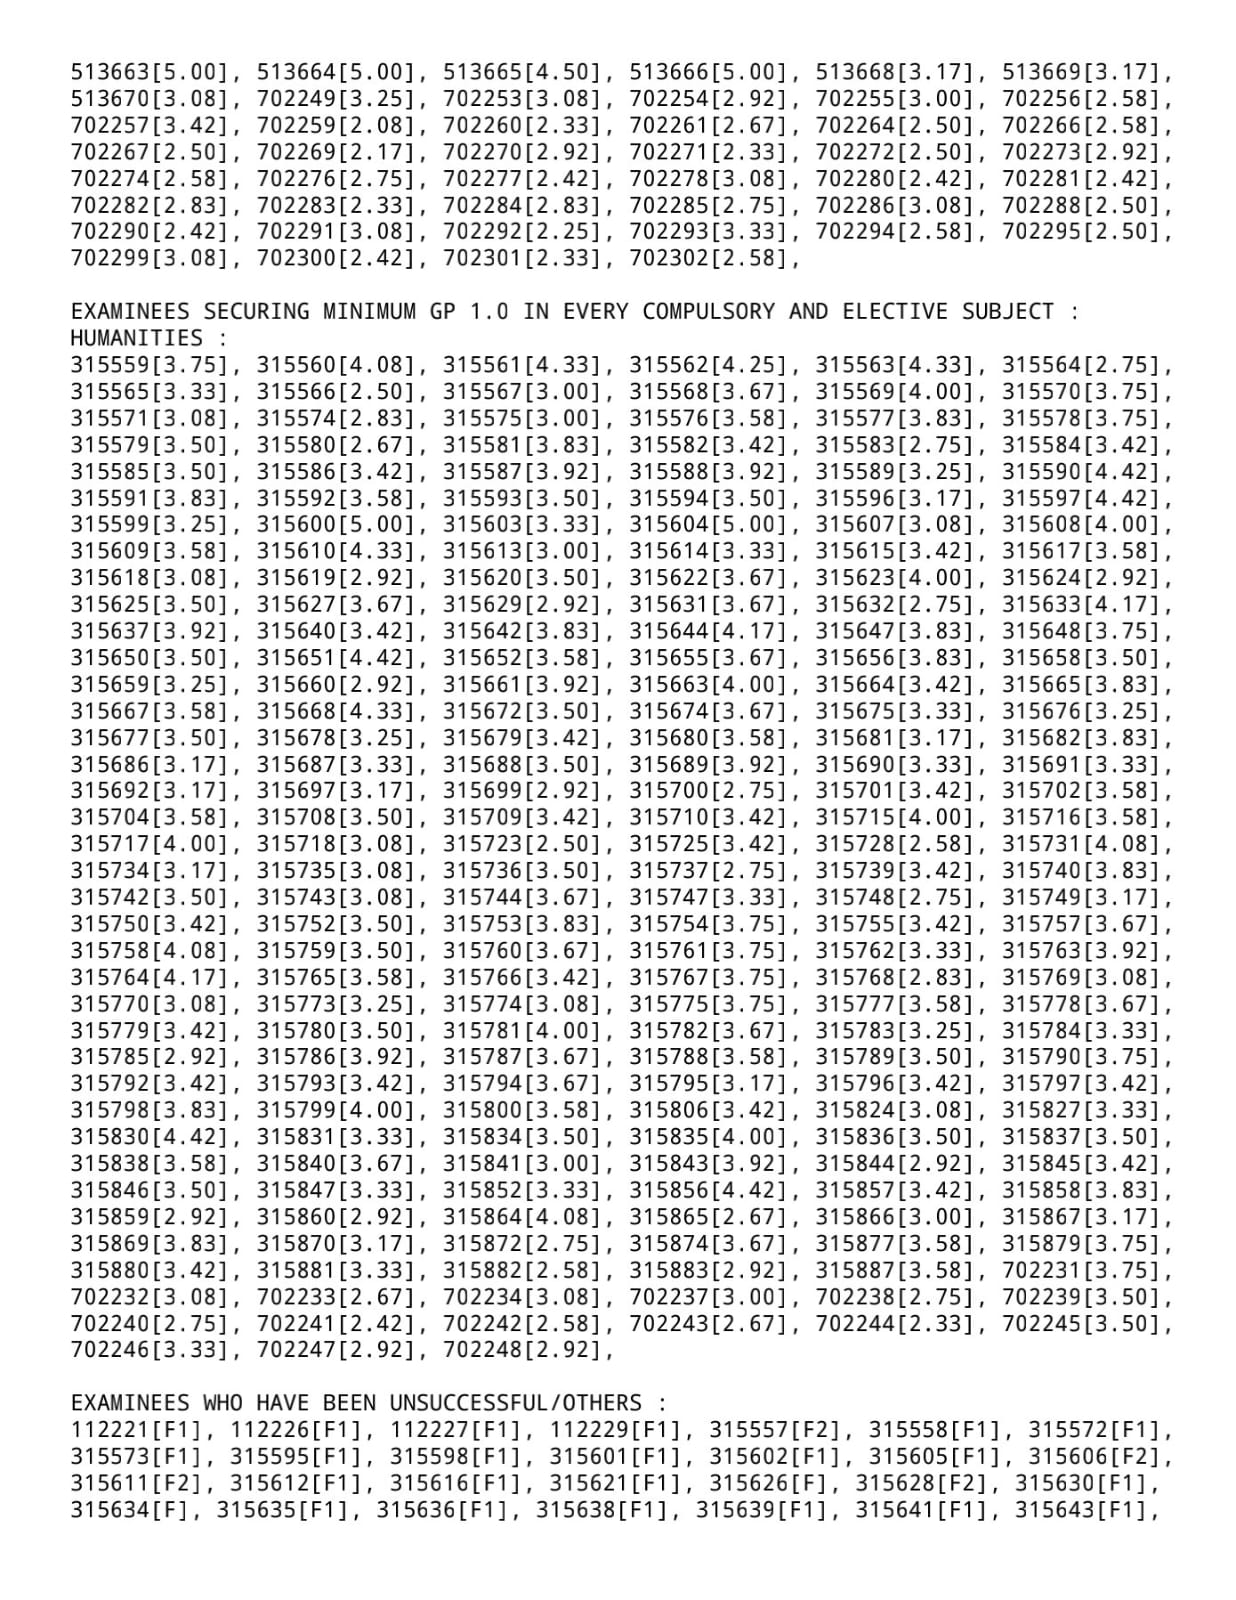 513663[5.00], 513664[5.00], 513665[4.50], 513666[5.00], 513668[3.17], 513669[3.17],
513670[3.08], 702249[3.25], 702253[3.08], 702254[2.92], 702255[3.00], 702256[2.58],
702257[3.42], 702259[2.08], 702260[2.33], 702261[2.67], 702264[2.50], 702266[2.58],
702267[2.50], 702269[2.17], 702270[2.92], 702271[2.33], 702272[2.50], 702273[2.92],
702274[2.58], 702276[2.75], 702277[2.42], 702278[3.08], 702280[2.42], 702281[2.42],
702282[2.83], 702283[2.33], 702284[2.83], 702285[2.75], 702286[3.08], 702288[2.50],
702290[2.42], 702291[3.08], 702292[2.25], 702293[3.33], 702294[2.58], 702295[2.50],
702299[3.08], 702300[2.42], 702301[2.33], 702302[2.58],
EXAMINEES SECURING MINIMUM GP 1.0 IN EVERY COMPULSORY AND ELECTIVE SUBJECT :
HUMANITIES :
315559[3.75], 315560[4.08], 315561[4.33], 315562[4.25], 315563[4.33], 315564[2.75],
315565[3.33], 315566[2.50], 315567[3.00], 315568[3.67], 315569[4.00], 315570[3.75],
315571[3.08], 315574[2.83], 315575[3.00], 315576[3.58], 315577[3.83], 315578[3.75],
315579[3.50], 315580[2.67], 315581[3.83], 315582[3.42], 315583[2.75], 315584[3.42],
315585[3.50], 315586[3.42], 315587[3.92], 315588[3.92], 315589[3.25], 315590[4.42],
315591[3.83], 315592[3.58], 315593[3.50], 315594[3.50], 315596[3.17], 315597[4.42],
315599[3.25], 315600[5.00], 315603[3.33], 315604[5.00], 315607[3.08], 315608[4.00],
315609[3.58], 315610[4.33], 315613[3.00], 315614[3.33], 315615[3.42], 315617[3.58],
315618[3.08], 315619[2.92], 315620[3.50], 315622[3.67], 315623[4.00], 315624[2.92],
315625[3.50], 315627[3.67], 315629[2.92], 315631[3.67], 315632[2.75], 315633[4.17],
315637[3.92], 315640[3.42], 315642[3.83], 315644[4.17], 315647[3.83], 315648[3.75],
315650[3.50], 315651[4.42], 315652[3.58], 315655[3.67], 315656[3.83], 315658[3.50],
315659[3.25], 315660[2.92], 315661[3.92], 315663[4.00], 315664[3.42], 315665[3.83],
315667[3.58], 315668[4.33], 315672[3.50], 315674[3.67], 315675[3.33], 315676[3.25],
315677[3.50], 315678[3.25], 315679[3.42], 315680[3.58], 315681[3.17], 315682[3.83],
315686[3.17], 315687[3.33], 315688[3.50], 315689[3.92], 315690[3.33], 315691[3.33],
315692[3.17], 315697[3.17], 315699[2.92], 315700[2.75], 315701[3.42], 315702[3.58],
315704[3.58], 315708[3.50], 315709[3.42], 315710[3.42], 315715[4.00], 315716[3.58],
315717[4.00], 315718[3.08], 315723[2.50], 315725[3.42], 315728[2.58], 315731[4.08],
315734[3.17], 315735[3.08], 315736[3.50], 315737[2.75], 315739[3.42], 315740[3.83],
315742[3.50], 315743[3.08], 315744[3.67], 315747[3.33], 315748[2.75], 315749[3.17],
315750[3.42], 315752[3.50], 315753[3.83], 315754[3.75], 315755[3.42], 315757[3.67],
315758[4.08], 315759[3.50], 315760[3.67], 315761[3.75], 315762[3.33], 315763[3.92],
315764[4.17], 315765[3.58], 315766[3.42], 315767[3.75], 315768[2.83], 315769[3.08],
315770[3.08], 315773[3.25], 315774[3.08], 315775[3.75], 315777[3.58], 315778[3.67],
315779[3.42], 315780[3.50], 315781[4.00], 315782[3.67], 315783[3.25], 315784[3.33],
315785[2.92], 315786[3.92], 315787[3.67], 315788[3.58], 315789[3.50], 315790[3.75],
315792[3.42], 315793[3.42], 315794[3.67], 315795[3.17], 315796[3.42], 315797[3.42],
315798[3.83], 315799[4.00], 315800[3.58], 315806[3.42], 315824[3.08], 315827[3.33],
315830[4.42], 315831[3.33], 315834[3.50], 315835[4.00], 315836[3.50], 315837[3.50],
315838[3.58], 315840[3.67], 315841[3.00], 315843[3.92], 315844[2.92], 315845[3.42],
315846[3.50], 315847[3.33], 315852[3.33], 315856[4.42], 315857[3.42], 315858[3.83],
315859[2.92], 315860[2.92], 315864[4.08], 315865[2.67], 315866[3.00], 315867[3.17],
315869[3.83], 315870[3.17], 315872[2.75], 315874[3.67], 315877[3.58], 315879[3.75],
315880[3.42], 315881[3.33], 315882[2.58], 315883[2.92], 315887[3.58], 702231[3.75],
702232[3.08], 702233[2.67], 702234[3.08], 702237[3.00], 702238[2.75], 702239[3.50],
702240[2.75], 702241[2.42], 702242[2.58], 702243[2.67], 702244[2.33], 702245[3.50],
702246[3.33], 702247[2.92], 702248[2.92],
EXAMINEES WHO HAVE BEEN UNSUCCESSFUL/OTHERS :
112221[F1], 112226[F1], 112227[F1], 112229[F1], 315557[F2], 315558[F1], 315572[F1],
315573[F1], 315595[F1], 315598[F1], 315601[F1], 315602[F1], 315605[F1], 315606[F2],
315611[F2], 315612[F1], 315616[F1], 315621[F1], 315626[F], 315628[F2], 315630[F1],
315634[F], 315635[F1], 315636[F1], 315638[F1], 315639[F1], 315641[F1], 315643[F1],